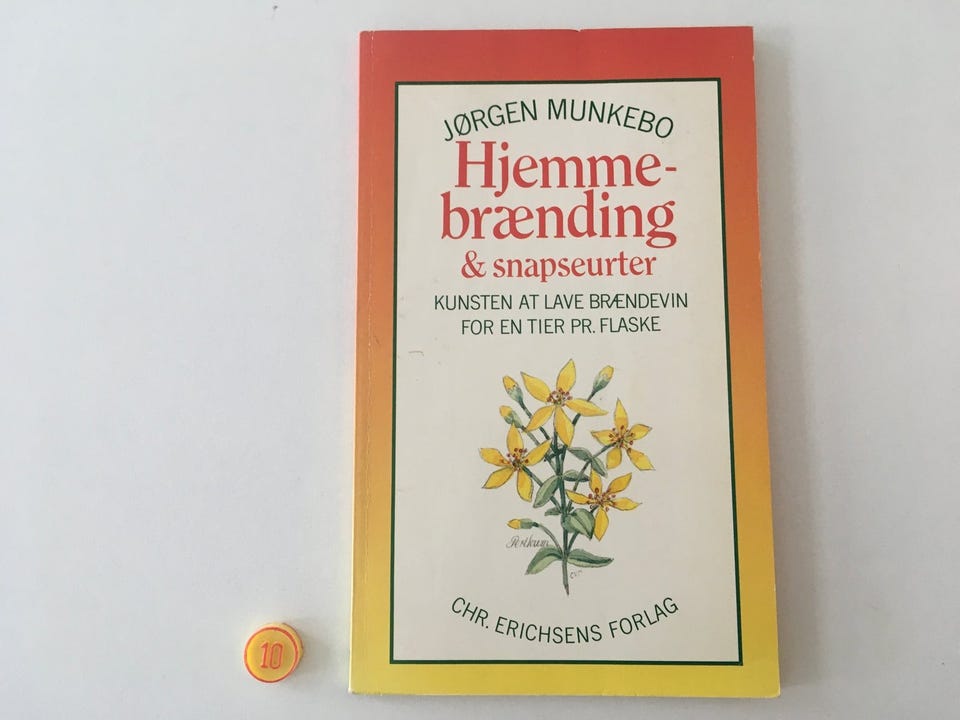 JØRGEN MUNKEBO
Hjemme-
brænding
& snapseurter
KUNSTEN AT LAVE BRÆNDEVIN
FOR EN TIER PR. FLASKE
CHR. ERICHSENS FORLAG
10